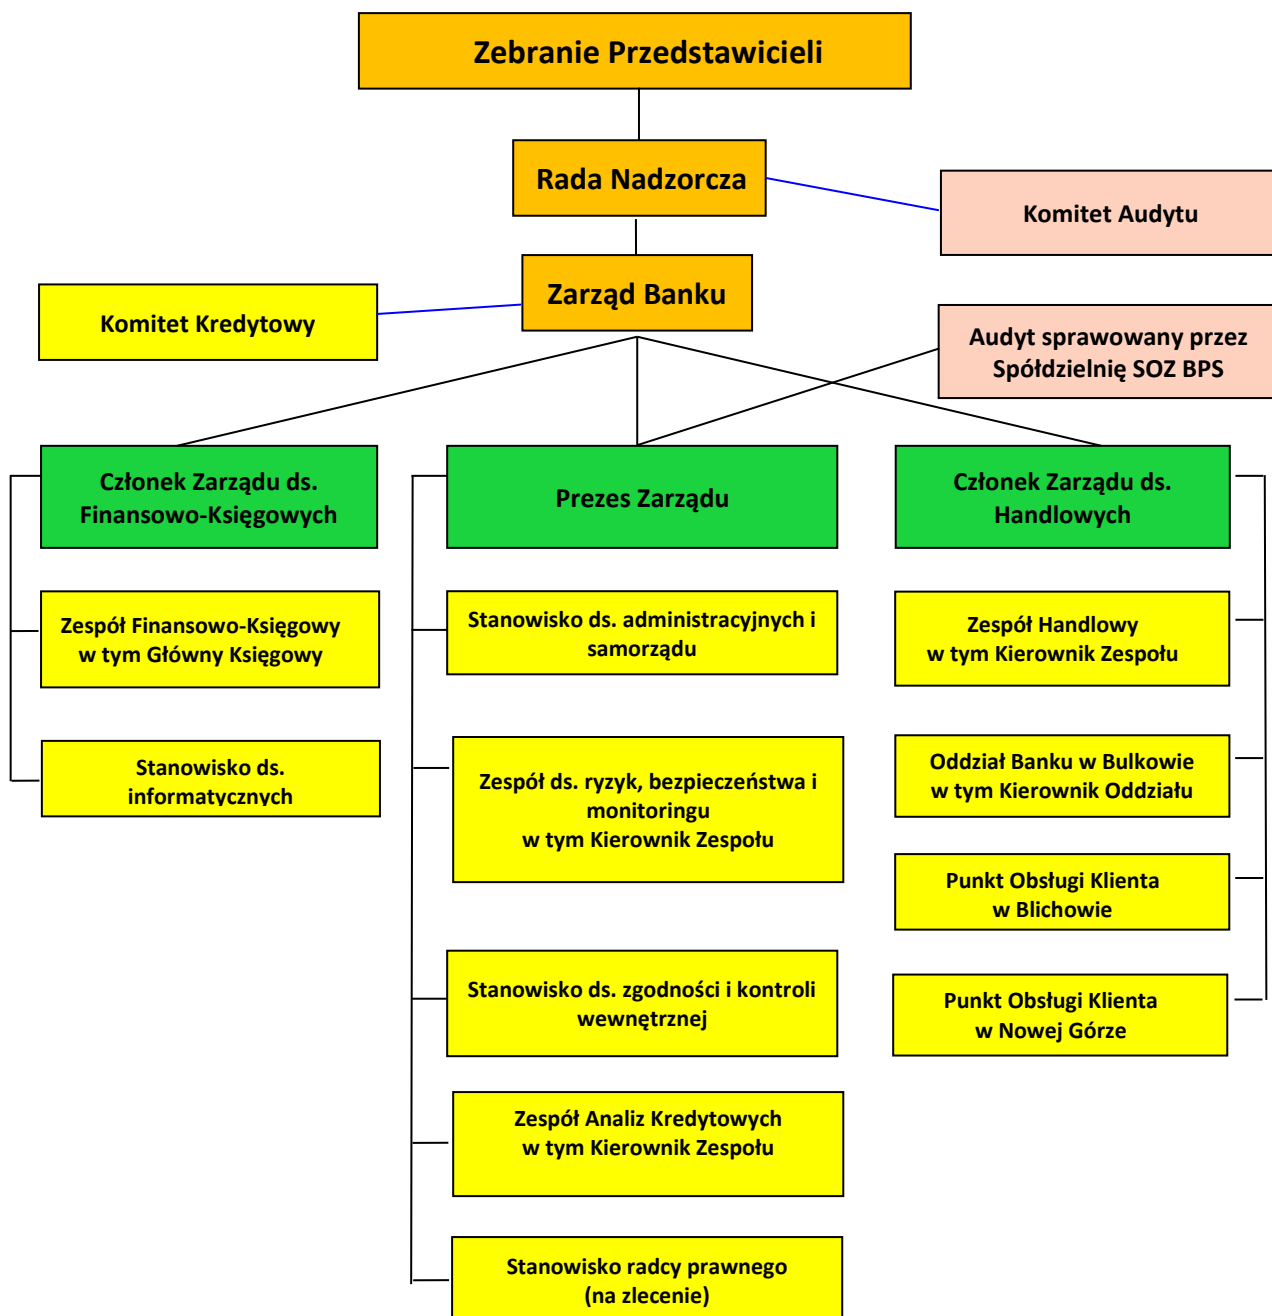 Zebranie Przedstawicieli
Rada Nadzorcza
Komitet Audytu
Zarząd Banku
Komitet Kredytowy
Audyt sprawowany przez
Spółdzielnię SOZ BPS
Członek Zarządu ds.
Finansowo-Księgowych
Prezes Zarządu
Członek Zarządu ds.
Handlowych
Zespół Finansowo-Księgowy
w tym Główny Księgowy
Stanowisko ds. administracyjnych i
samorządu
Zespół Handlowy
w tym Kierownik Zespołu
Stanowisko ds.
informatycznych
Zespół ds. ryzyk, bezpieczeństwa i
monitoringu
w tym Kierownik Zespołu
Oddział Banku w Bulkowie
w tym Kierownik Oddziału
Punkt Obsługi Klienta
w Blichowie
Stanowisko ds. zgodności i kontroli
wewnętrznej
Punkt Obsługi Klienta
w Nowej Górze
Zespół Analiz Kredytowych
w tym Kierownik Zespołu
Stanowisko radcy prawnego
(na zlecenie)